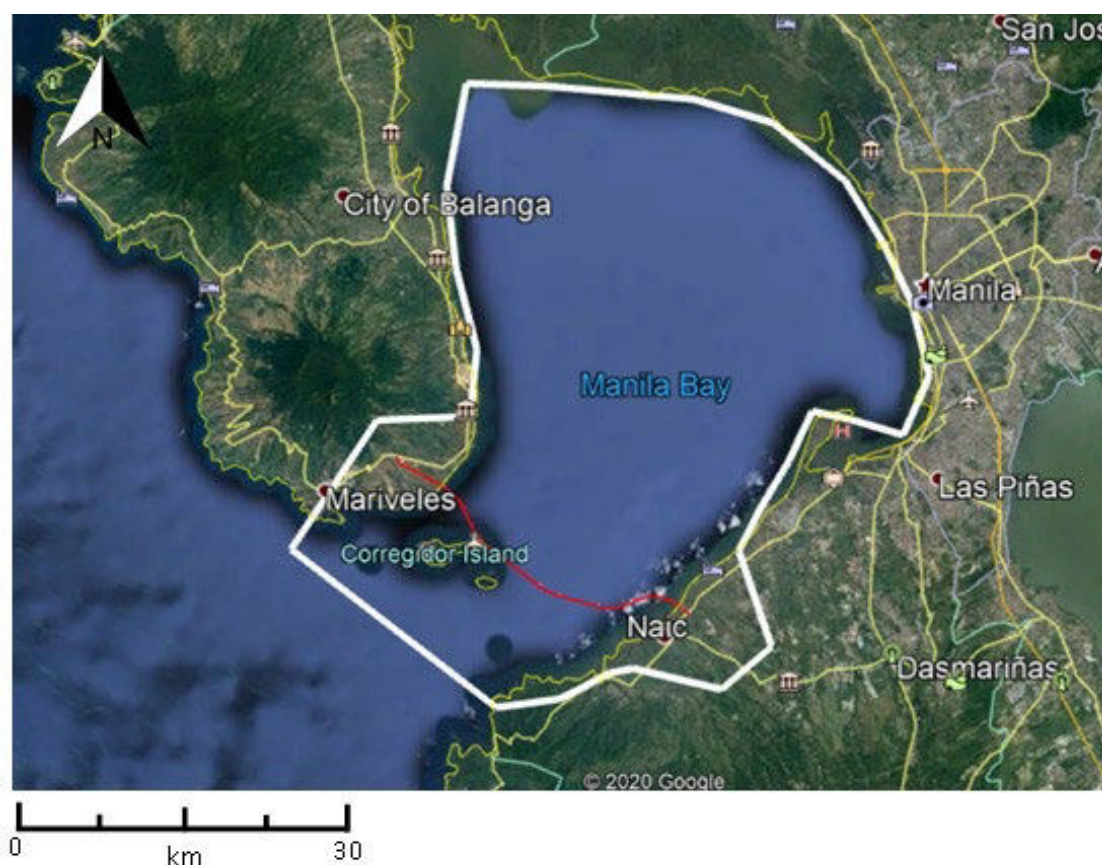 San Jos
N
City of Balanga
Manila
A
Manila Bay
H
Las Piñas
Mariveles
Corregidor Island
Naic
Dasmariñas
© 2020 Google
0
km
30